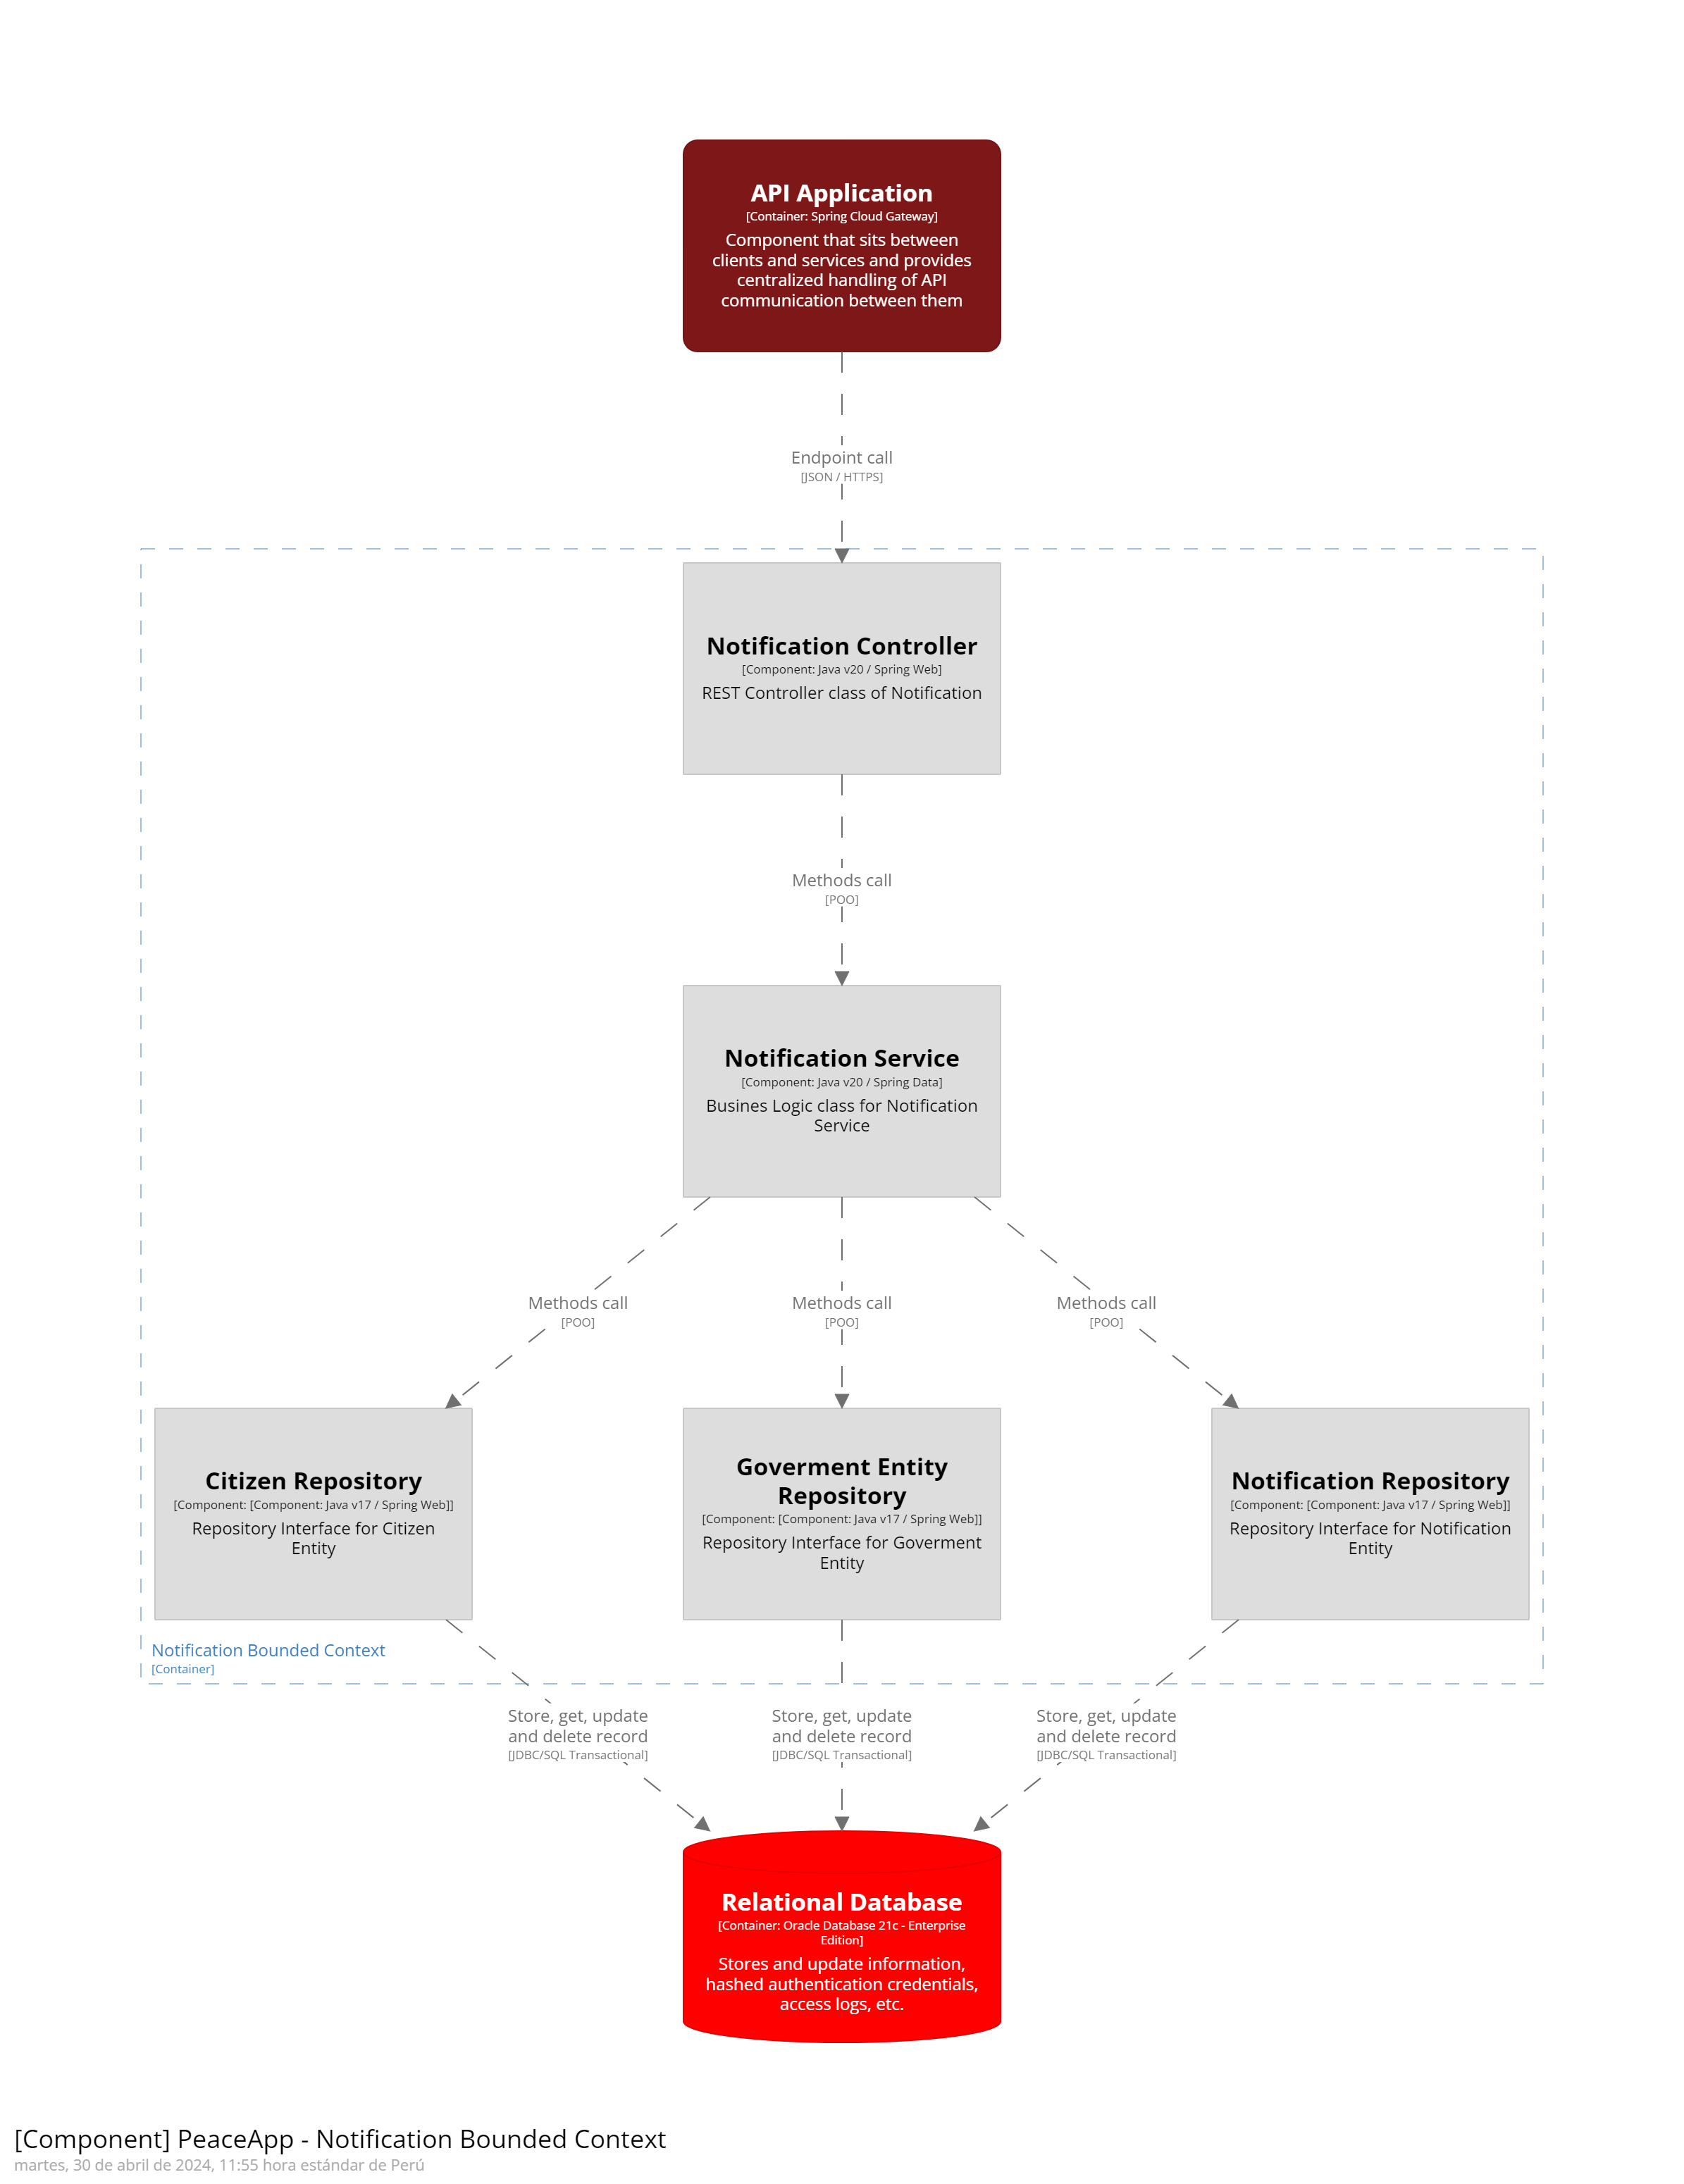 API Application
[Container: Spring Cloud Gateway]
Component that sits between
clients and services and provides
centralized handling of API
communication between them
Endpoint call
[JSON / HTTPS]
Notification Controller
[Component: Java v20 / Spring Web]
REST Controller class of Notification
Methods call
[POO]
Notification Service
[Component: Java v20 / Spring Data]
Busines Logic class for Notification
Service
Methods call
[POO]
Methods call
[POO]
Methods call
[POO]
Citizen Repository
[Component: [Component: Java v17 / Spring Web]]
Repository Interface for Citizen
Entity
Goverment Entity
Repository
[Component: [Component: Java v17 / Spring Web]]
Repository Interface for Goverment
Entity
Notification Repository
[Component: [Component: Java v17 / Spring Web]]
Repository Interface for Notification
Entity
Notification Bounded Context
[Container]
Store, get, update
and delete record
[JDBC/SQL Transactional]
Store, get, update
and delete record
[JDBC/SQL Transactional]
Store, get, update
and delete record
[JDBC/SQL Transactional]
Relational Database
[Container: Oracle Database 21c - Enterprise
Edition]
Stores and update information,
hashed authentication credentials,
access logs, etc.
[Component] PeaceApp - Notification Bounded Context
martes, 30 de abril de 2024, 11:55 hora estándar de Perú